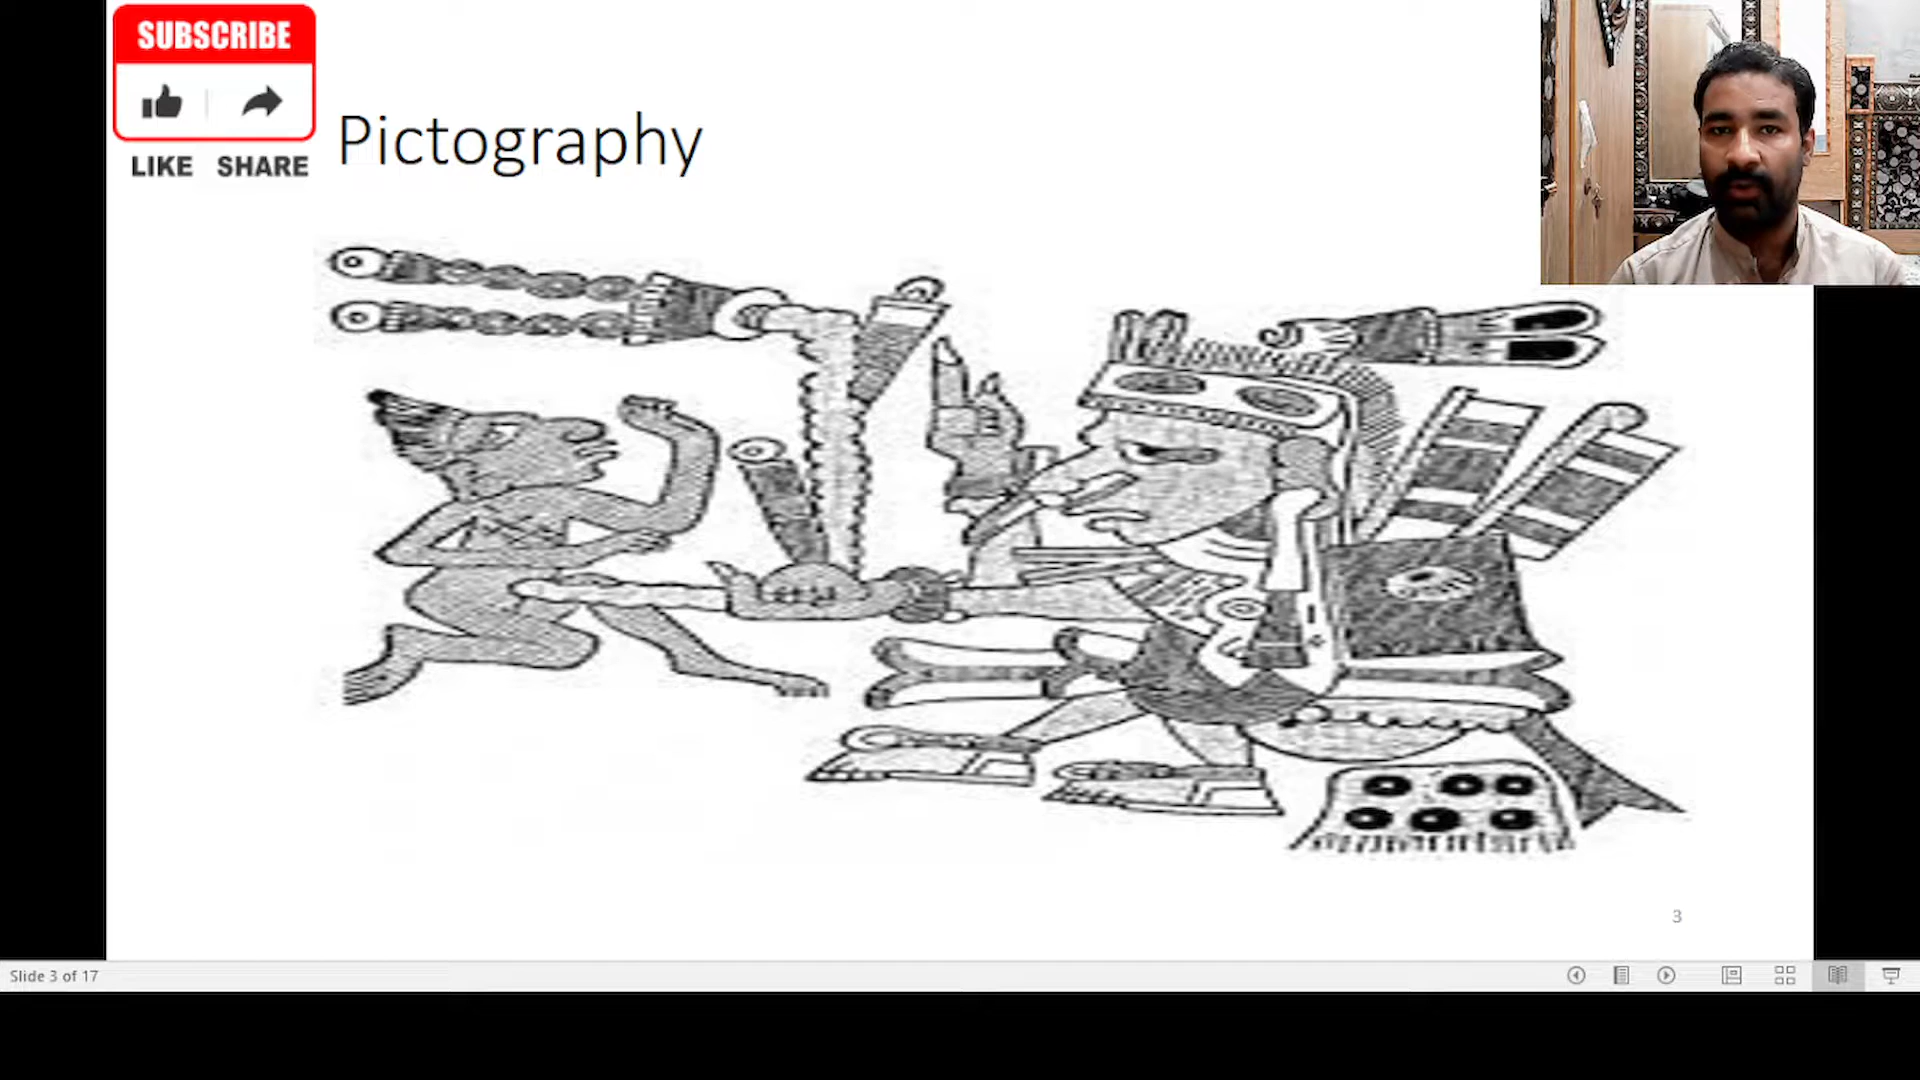 SUBSCRIBE
LIKE SHARE
Pictography
3
Slide 3 of 17